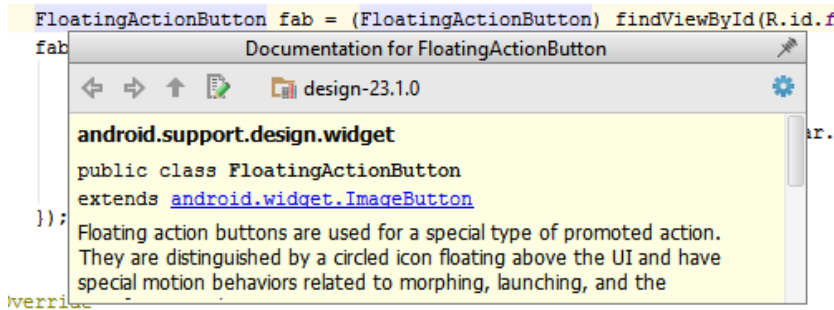 FloatingActionButton fab = (FloatingActionButton) findViewById(R.id.f
fab
Documentation for FloatingActionButton
design-23.1.0
android.support.design.widget
ar.
public class FloatingActionButton
extends android.widget.ImageButton
});
Floating action buttons are used for a special type of promoted action.
They are distinguished by a circled icon floating above the UI and have
special motion behaviors related to morphing, launching, and the